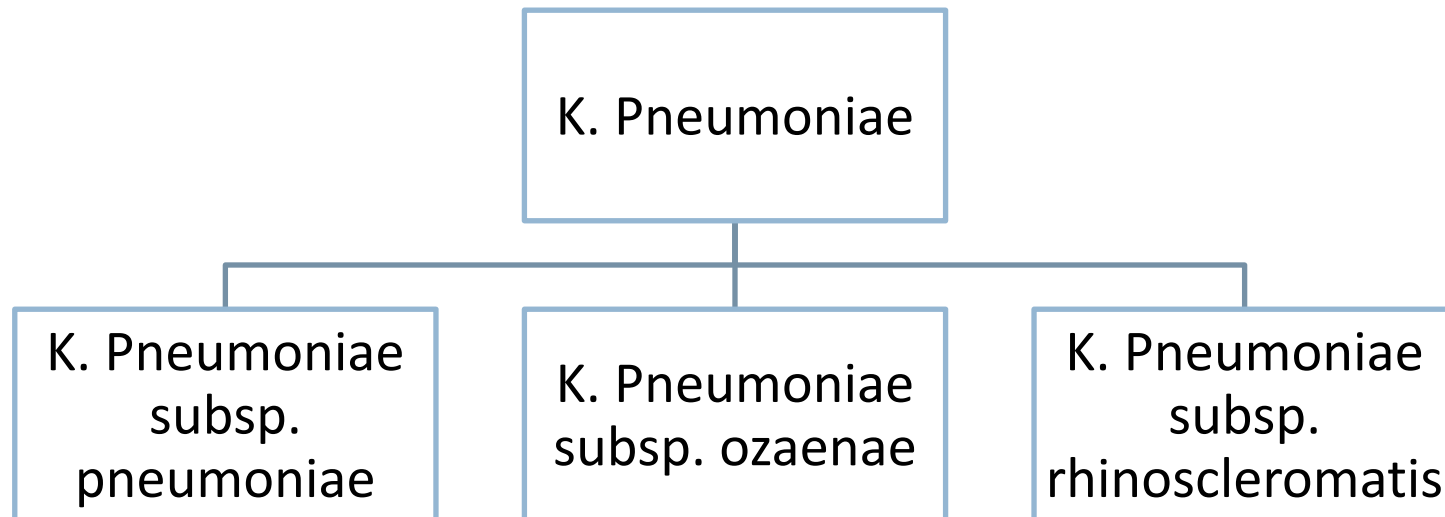 K. Pneumoniae
K. Pneumoniae
subsp.
pneumoniae
K. Pneumoniae
subsp. ozaenae
K. Pneumoniae
subsp.
rhinoscleromatis